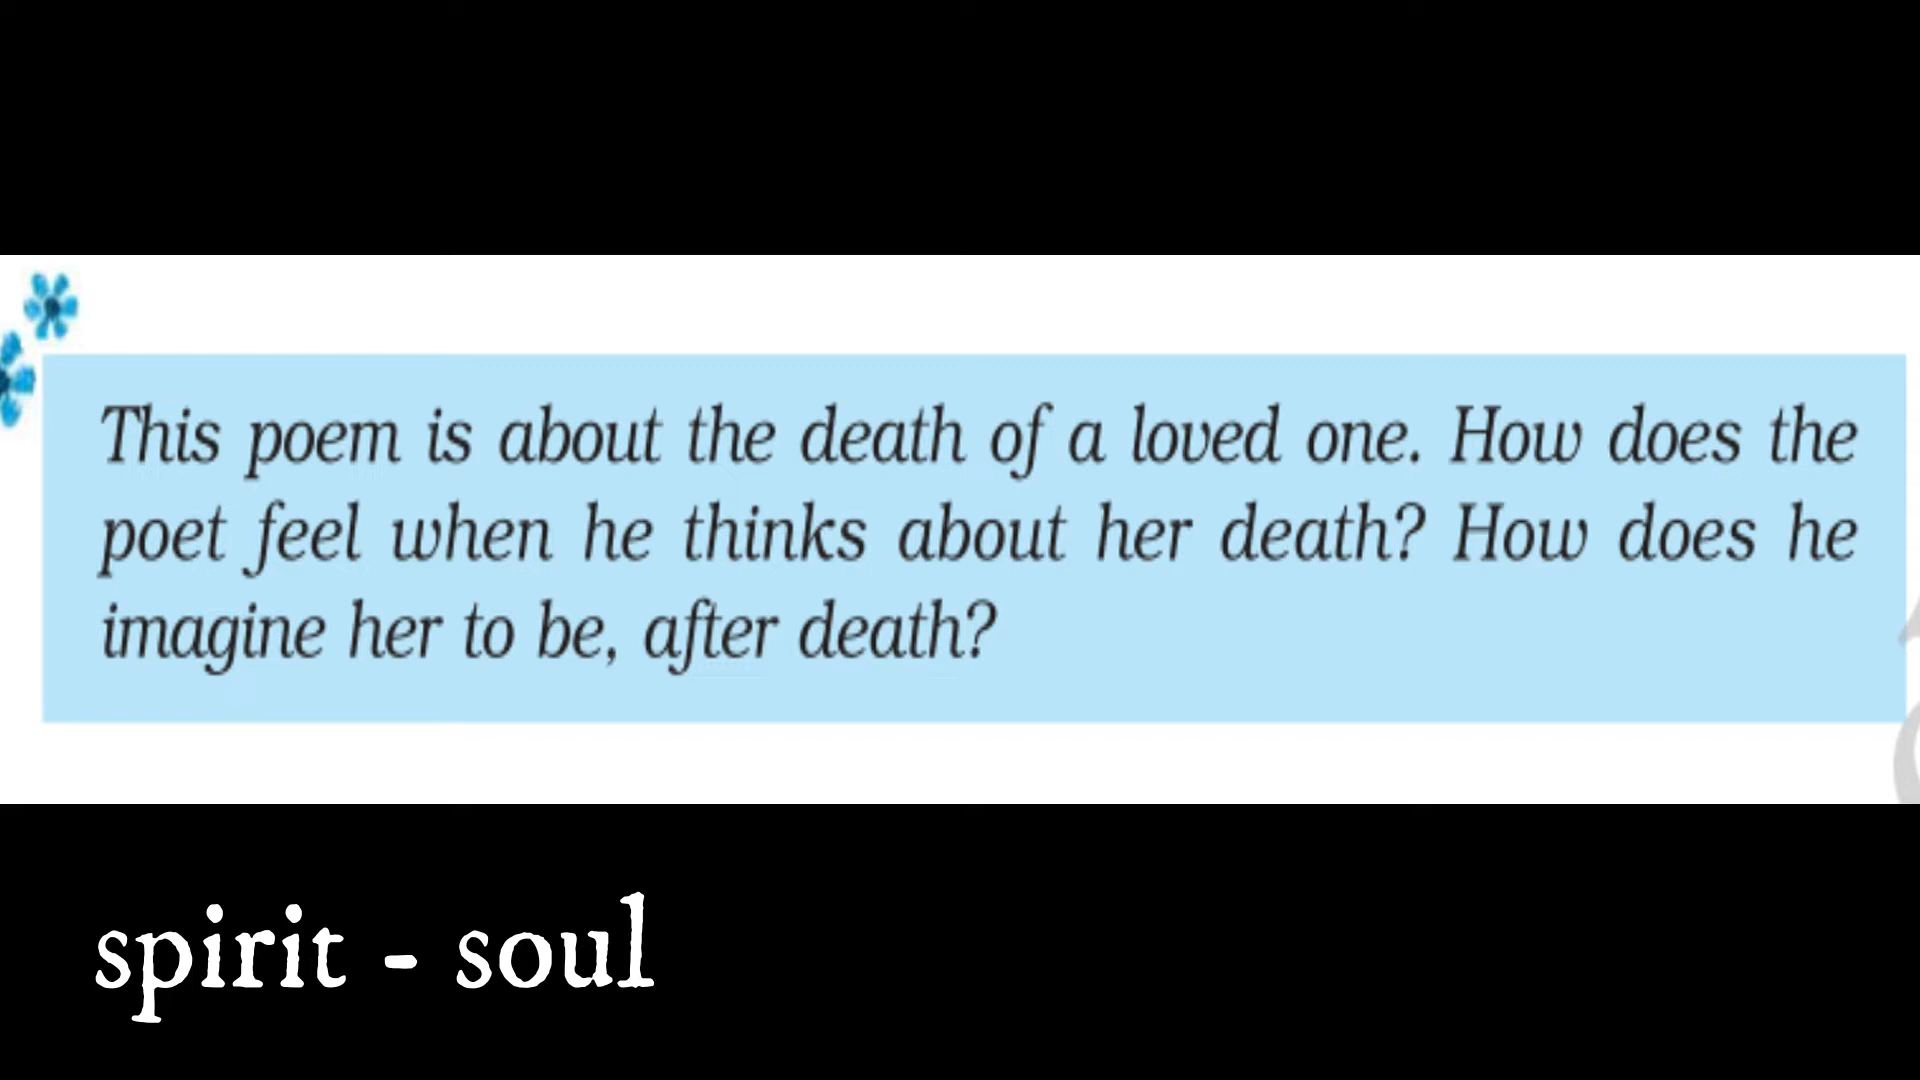 This poem is about the death of a loved one. How does the
poet feel when he thinks about her death? How does he
imagine her to be, after death?
spirit - soul